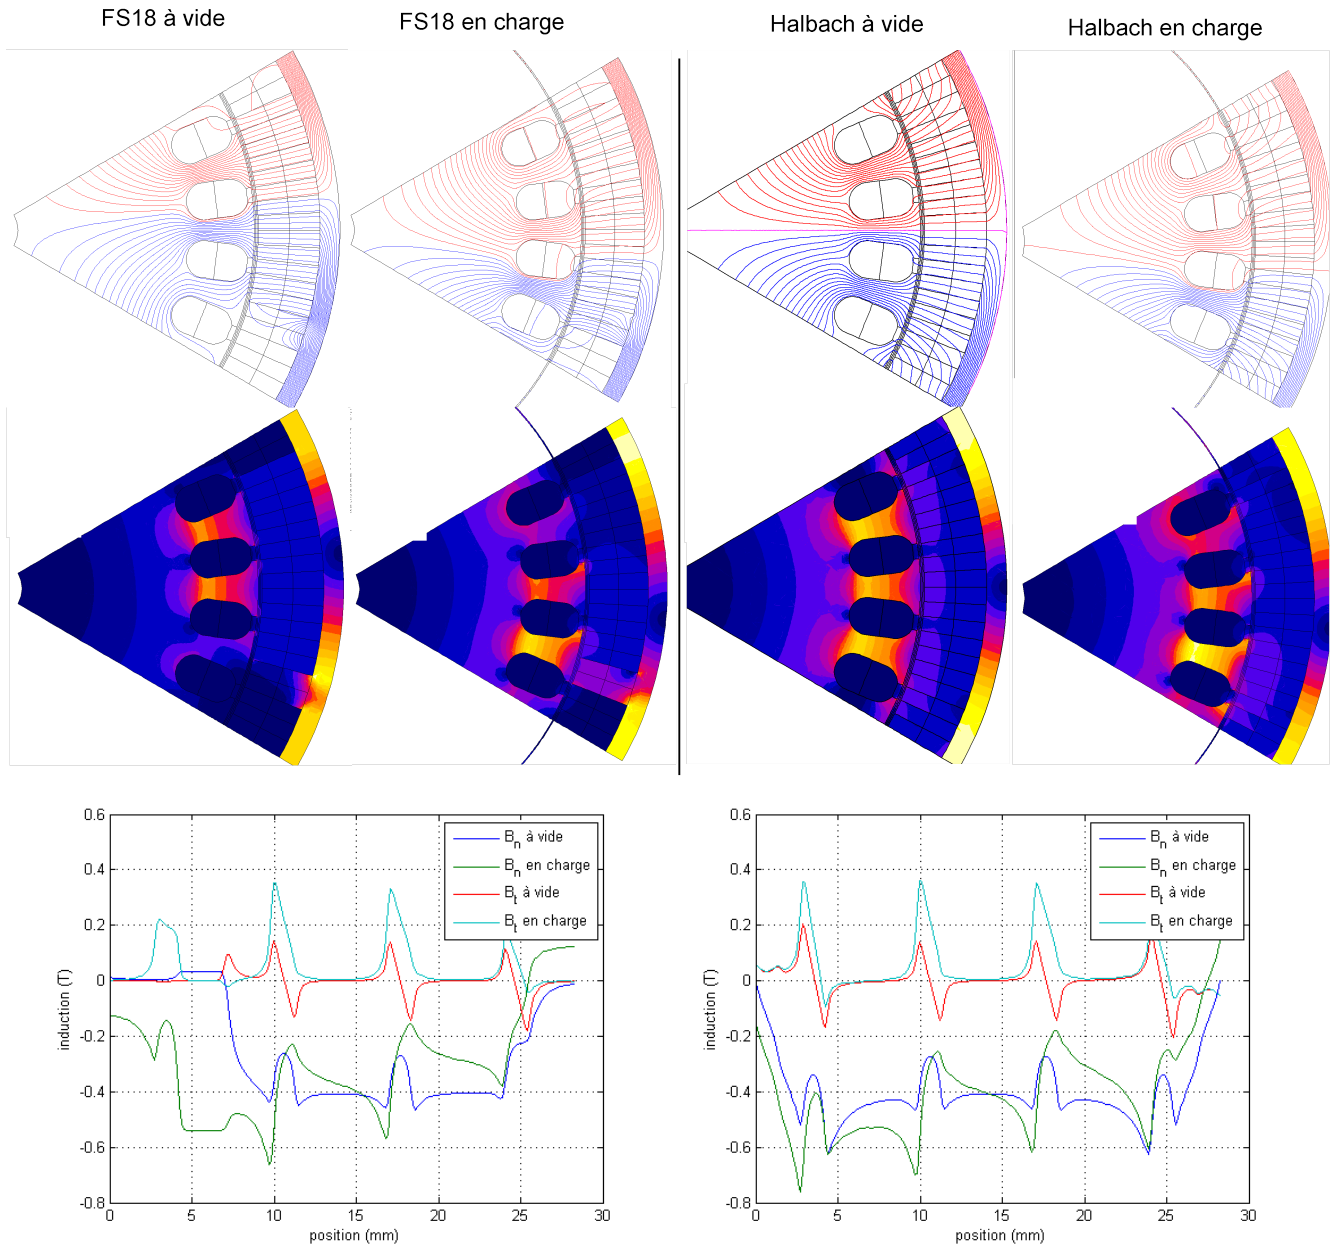 FS18 à vide
FS18 en charge
Halbach à vide
Halbach en charge
0.6
0.4
0.2
0
-0.2
-0.4
-0.6
-0.8
induction (T)
0 5 10 15 20 25 30
position (mm)
Bn à vide
Bn en charge
Bt à vide
Bt en charge
0.6
0.4
0.2
0
-0.2
-0.4
-0.6
-0.8
induction (T)
0 5 10 15 20 25 30
position (mm)
Bn à vide
Bn en charge
Bt à vide
Bt en charge